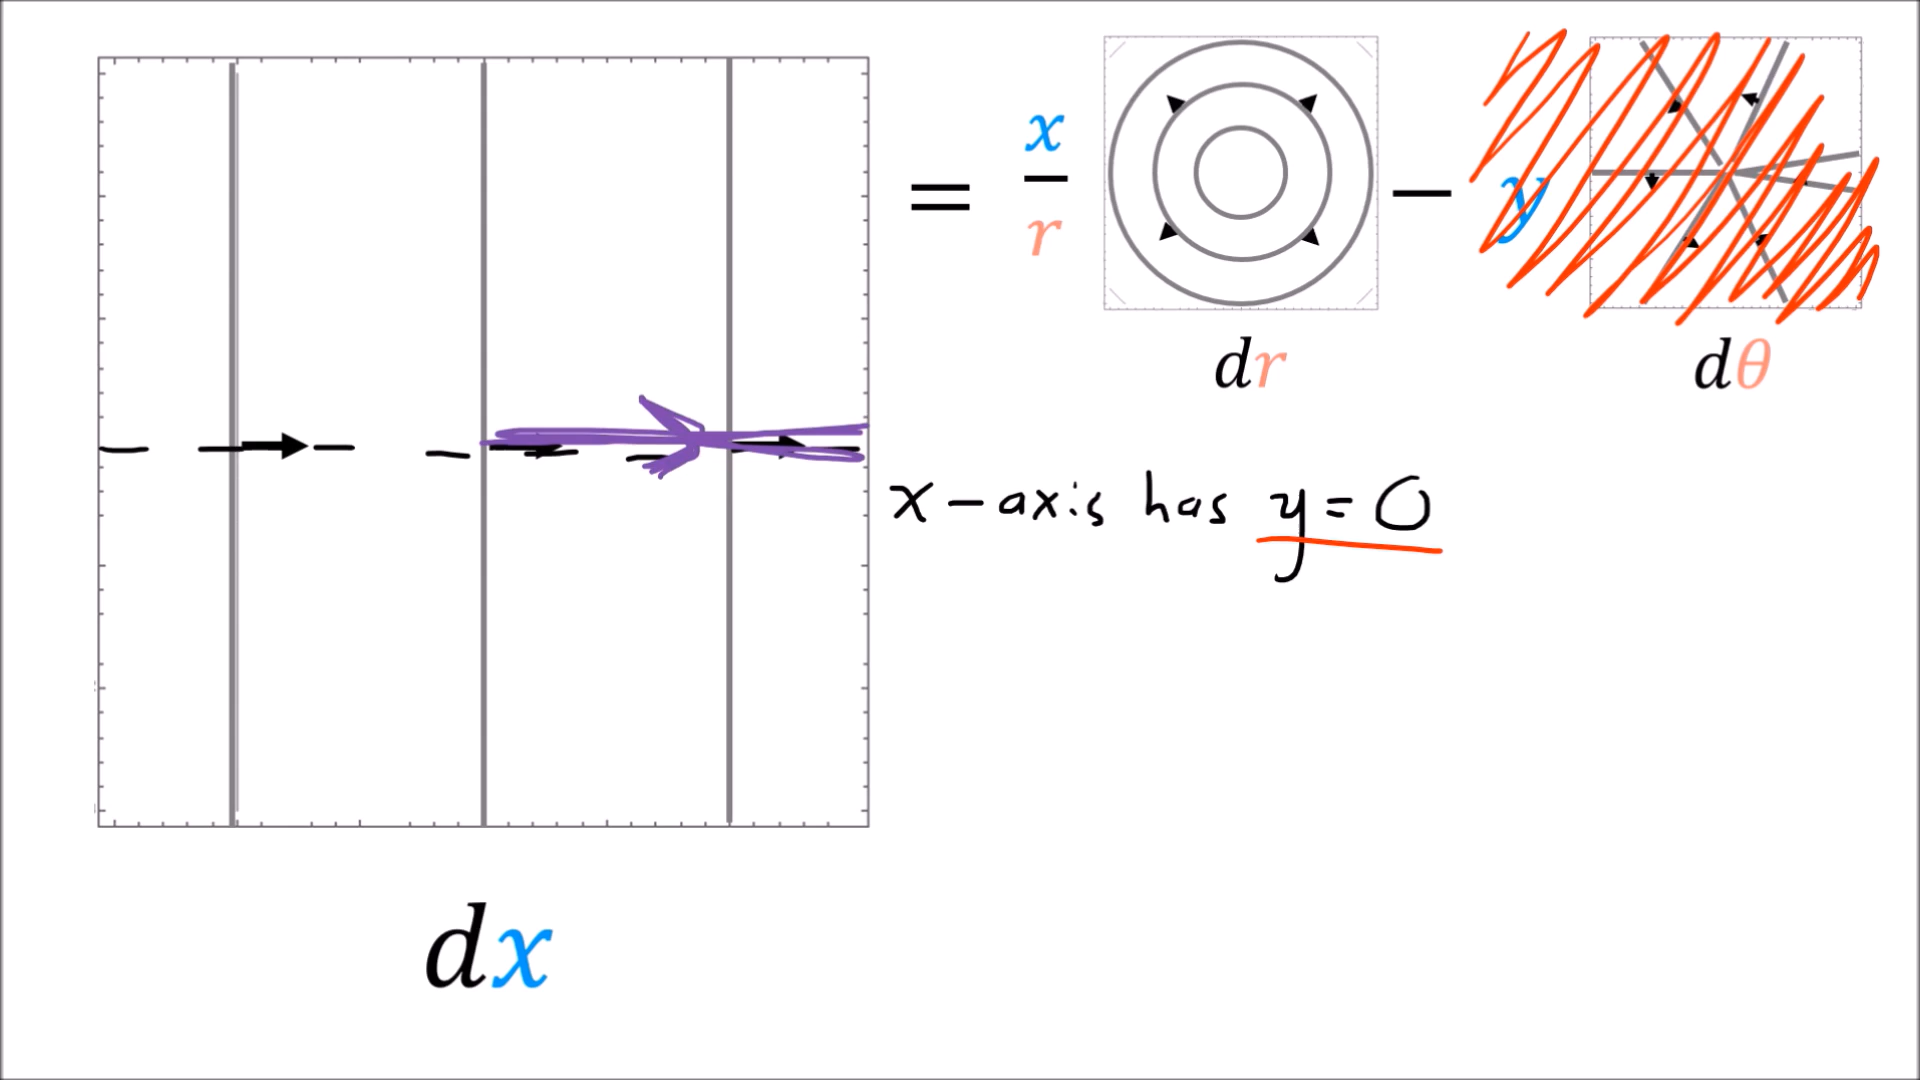 = x/r dr − y dθ
x-axis has y = 0
dx